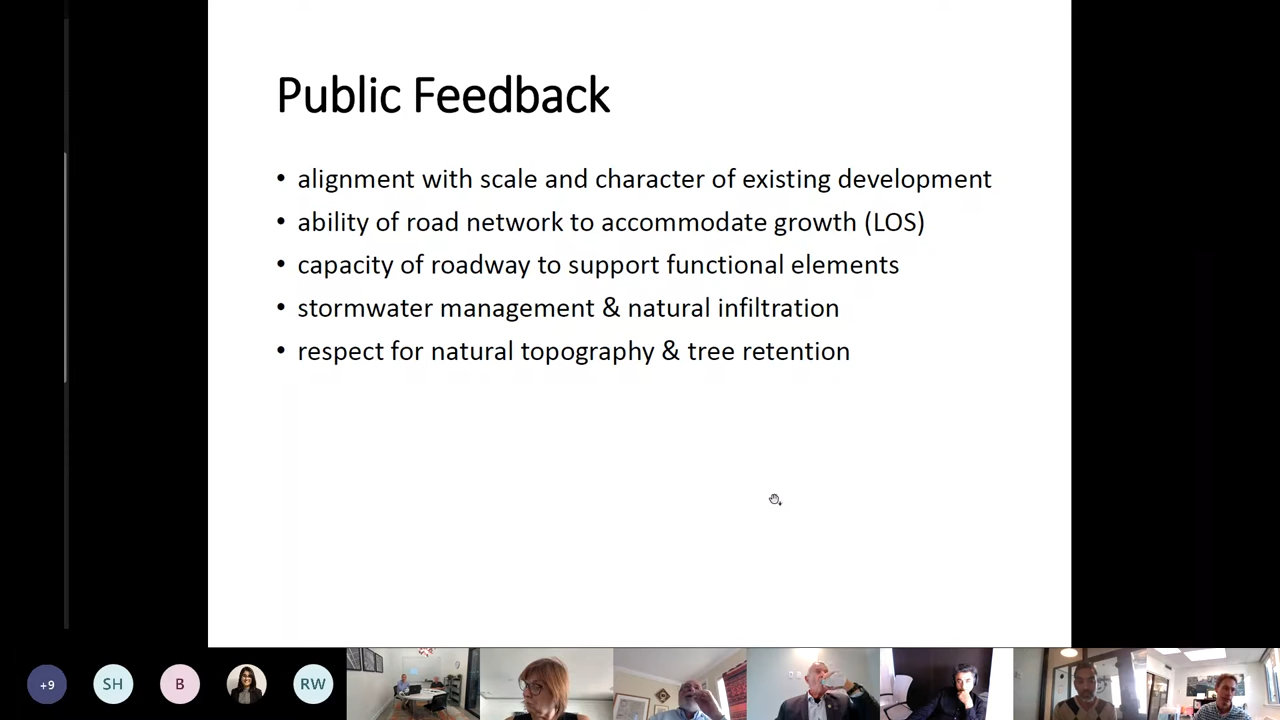 Public Feedback
• alignment with scale and character of existing development
• ability of road network to accommodate growth (LOS)
• capacity of roadway to support functional elements
• stormwater management & natural infiltration
• respect for natural topography & tree retention
+9
SH
B
RW